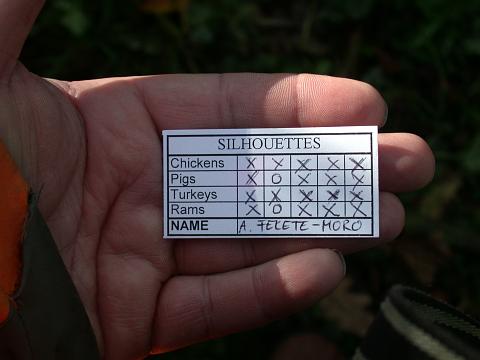 SILHOUETTES
Chickens X X X X X
Pigs X O X X X
Turkeys X X X X X
Rams X O X X X
NAME A. FELETE-MORO